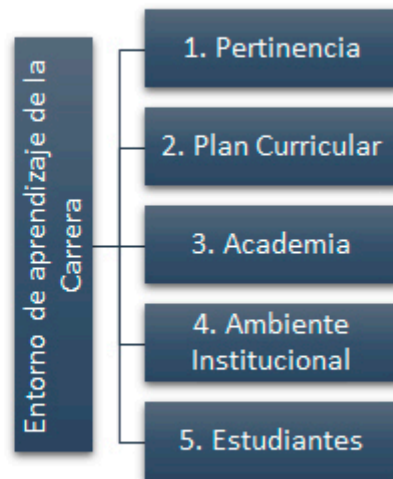 Entorno de aprendizaje de la
Carrera
1. Pertinencia
2. Plan Curricular
3. Academia
4. Ambiente
Institucional
5. Estudiantes